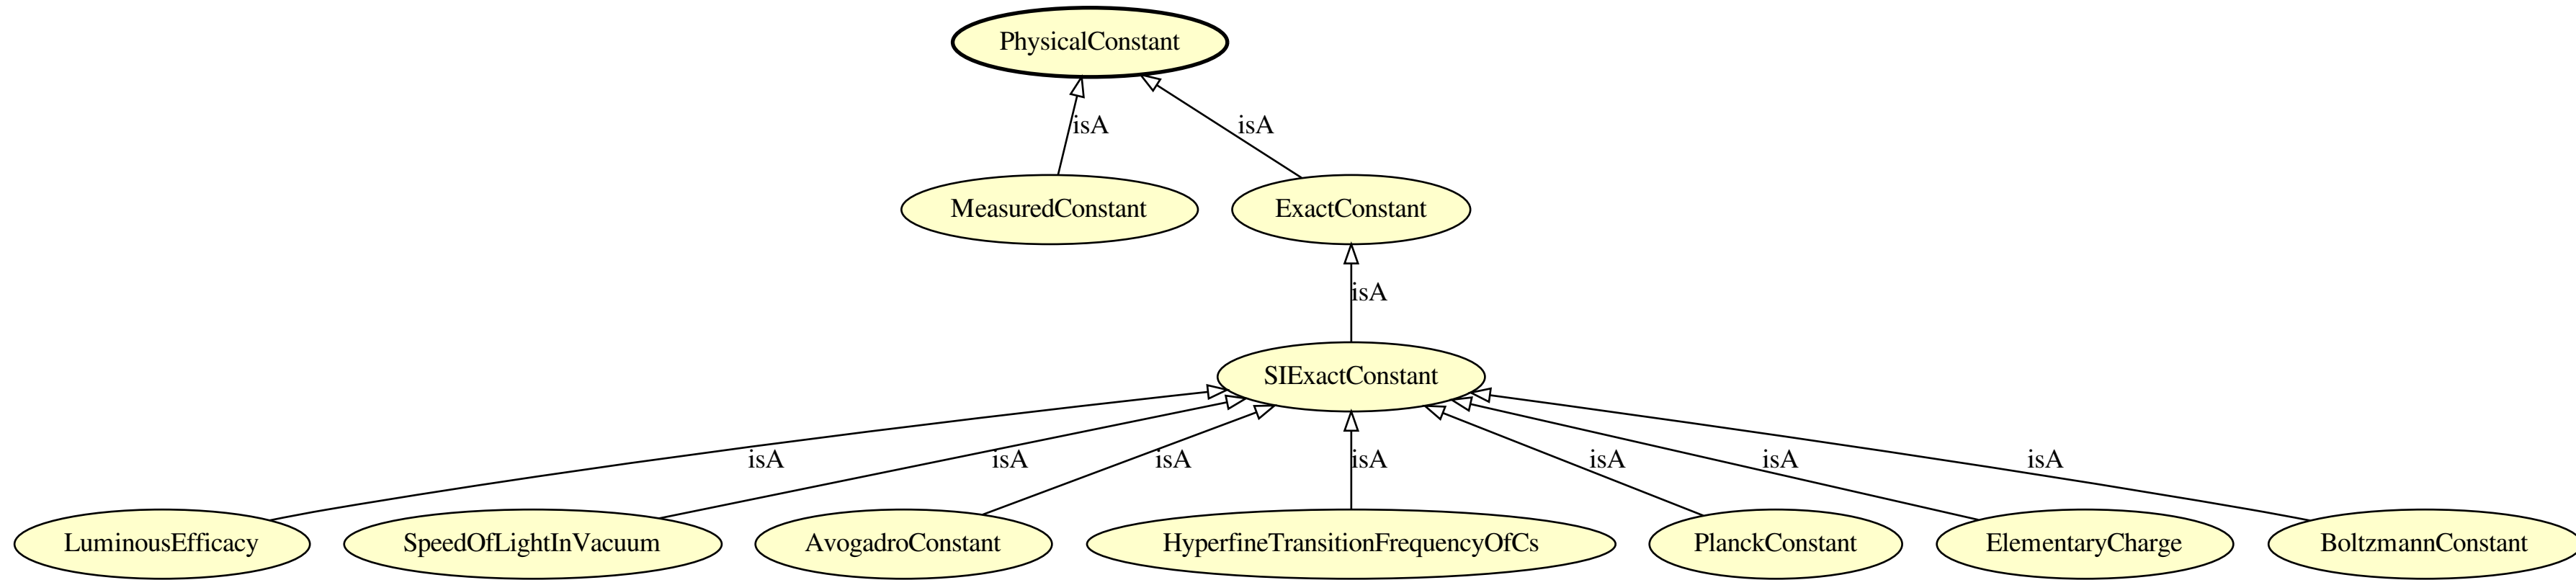 PhysicalConstant
isA
isA
MeasuredConstant
ExactConstant
isA
SIExactConstant
isA
isA
isA
isA
isA
isA
isA
LuminousEfficacy
SpeedOfLightInVacuum
AvogadroConstant
HyperfineTransitionFrequencyOfCs
PlanckConstant
ElementaryCharge
BoltzmannConstant